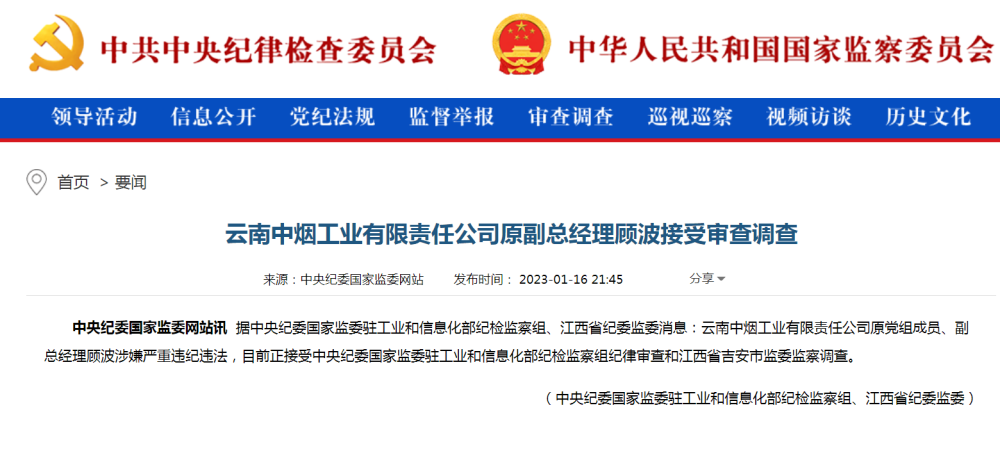 中共中央纪律检查委员会 中华人民共和国国家监察委员会
领导活动 信息公开 党纪法规 监督举报 审查调查 巡视巡察 视频访谈 历史文化
首页 > 要闻
云南中烟工业有限责任公司原副总经理顾波接受审查调查
来源：中央纪委国家监委网站 发布时间： 2023-01-16 21:45 分享
中央纪委国家监委网站讯 据中央纪委国家监委驻工业和信息化部纪检监察组、江西省纪委监委消息：云南中烟工业有限责任公司原党组成员、副
总经理顾波涉嫌严重违纪违法，目前正接受中央纪委国家监委驻工业和信息化部纪检监察组纪律审查和江西省吉安市监委监察调查。
（中央纪委国家监委驻工业和信息化部纪检监察组、江西省纪委监委）